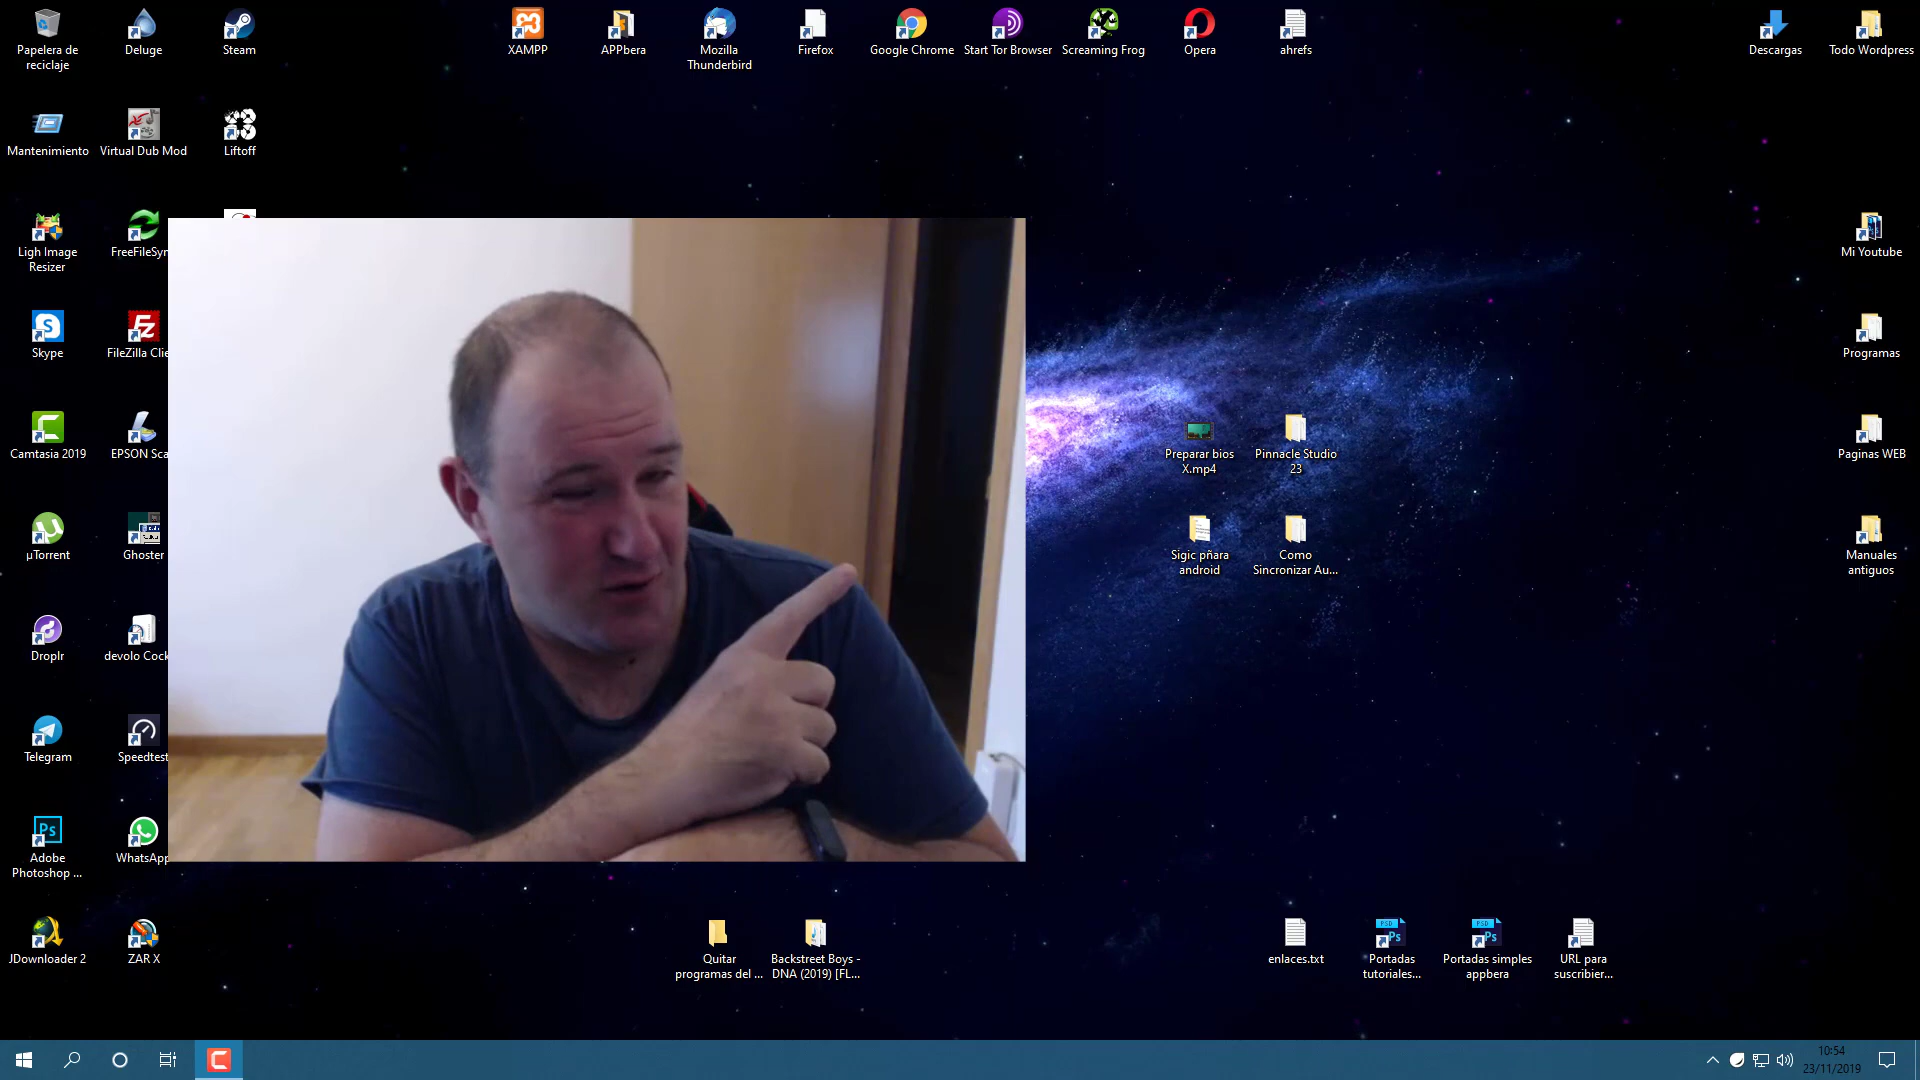 Papelera de
reciclaje
Deluge
Steam
XAMPP
APPbera
Mozilla
Thunderbird
Firefox
Google Chrome
Start Tor Browser
Screaming Frog
Opera
ahrefs
Descargas
Todo Wordpress
Mantenimiento
Virtual Dub Mod
Liftoff
Ligh Image
Resizer
FreeFileSyn
Mi Youtube
Skype
FileZilla Clie
Programas
Camtasia 2019
EPSON Sca
Preparar bios
X.mp4
Pinnacle Studio
23
Paginas WEB
µTorrent
Ghoster
Sigic pñara
android
Como
Sincronizar Au...
Manuales
antiguos
Droplr
devolo Cock
Telegram
Speedtest
Adobe
Photoshop ...
WhatsApp
JDownloader 2
ZAR X
Quitar
programas del ...
Backstreet Boys -
DNA (2019) [FL...
enlaces.txt
Portadas
tutoriales...
Portadas simples
appbera
URL para
suscribier...
10:54
23/11/2019